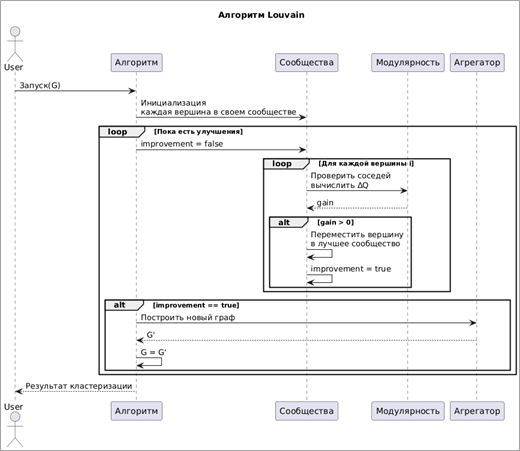 Алгоритм Louvain
User
Алгоритм
Сообщества
Модулярность
Агрегатор
Запуск(G)
Инициализация
каждая вершина в своем сообществе
loop [Пока есть улучшения]
improvement = false
loop [Для каждой вершины i]
Проверить соседей
вычислить ΔQ
gain
alt [gain > 0]
Переместить вершину
в лучшее сообщество
improvement = true
alt [improvement == true]
Построить новый граф
G'
G = G'
Результат кластеризации
User
Алгоритм
Сообщества
Модулярность
Агрегатор